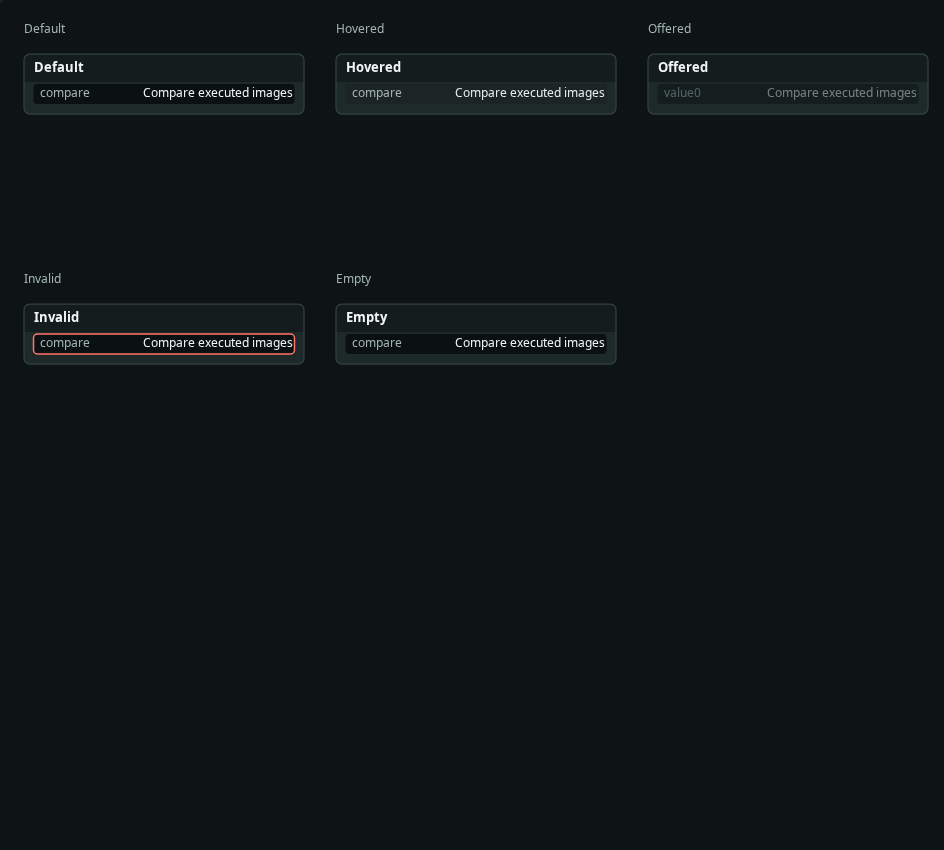 Default
Hovered
Offered
Default
Hovered
Offered
compare Compare executed images
compare Compare executed images
value0 Compare executed images
Invalid
Empty
Invalid
Empty
compare Compare executed images
compare Compare executed images